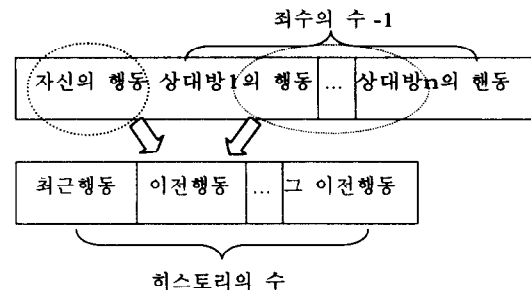 죄수의 수 -1
자신의 행동 상대방1의 행동 ... 상대방n의 행동
최근행동 이전행동 ... 그 이전행동
히스토리의 수